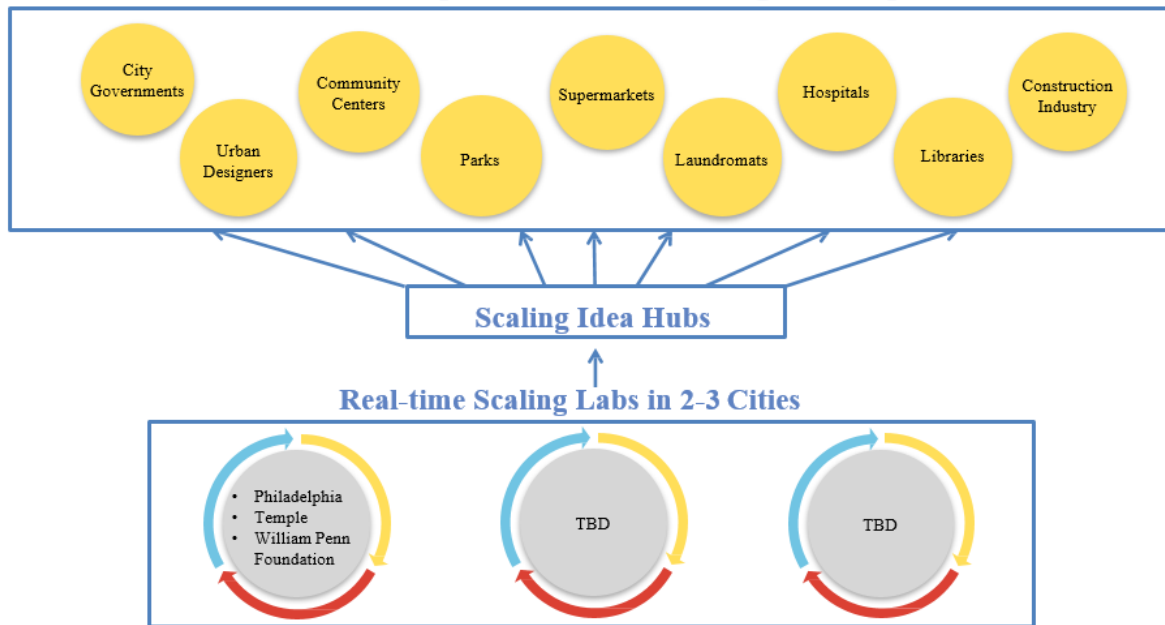 City
Governments
Urban
Designers
Community
Centers
Parks
Supermarkets
Laundromats
Hospitals
Libraries
Construction
Industry
Scaling Idea Hubs
Real-time Scaling Labs in 2-3 Cities
• Philadelphia
• Temple
• William Penn
Foundation
TBD
TBD